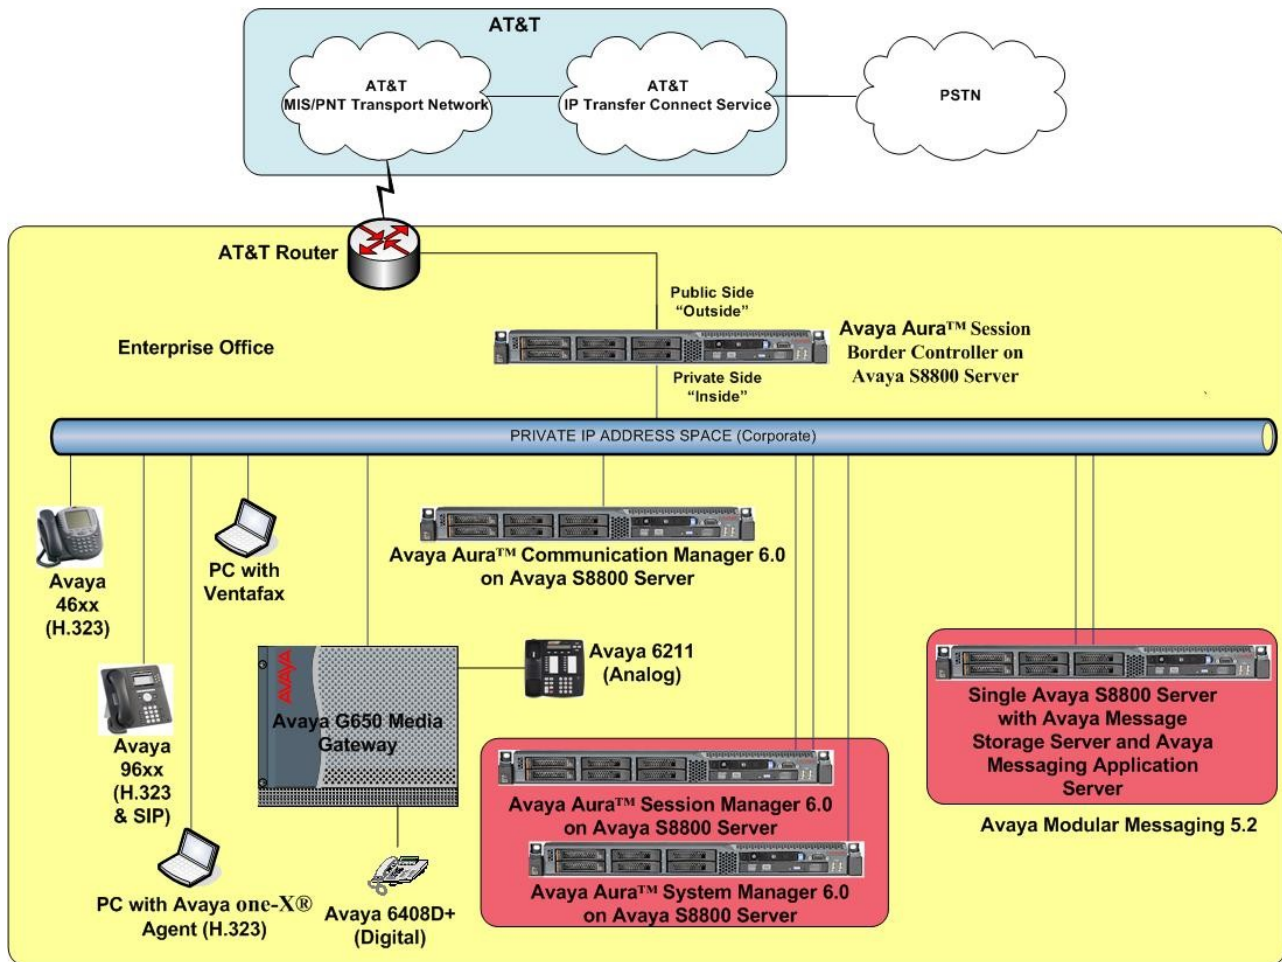 AT&T
AT&T
MIS/PNT Transport Network
AT&T
IP Transfer Connect Service
PSTN
AT&T Router
Public Side
“Outside”
Enterprise Office
Avaya Aura™ Session
Border Controller on
Avaya S8800 Server
Private Side
“Inside”
PRIVATE IP ADDRESS SPACE (Corporate)
Avaya
46xx
(H.323)
PC with
Ventafax
Avaya Aura™ Communication Manager 6.0
on Avaya S8800 Server
Avaya
96xx
(H.323
& SIP)
AVAYA
Avaya G650 Media
Gateway
Avaya 6211
(Analog)
Single Avaya S8800 Server
with Avaya Message
Storage Server and Avaya
Messaging Application
Server
Avaya Modular Messaging 5.2
Avaya Aura™ Session Manager 6.0
on Avaya S8800 Server
Avaya Aura™ System Manager 6.0
on Avaya S8800 Server
PC with Avaya one-X®
Agent (H.323)
Avaya 6408D+
(Digital)